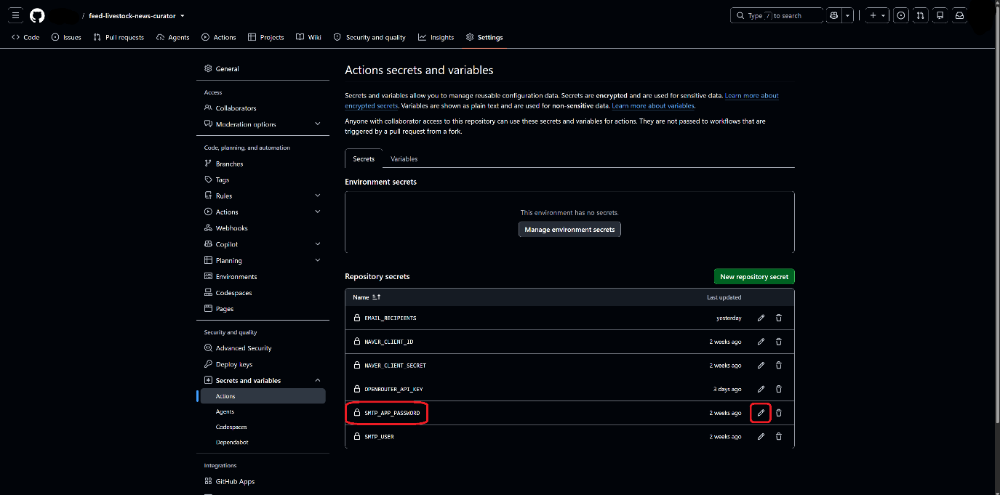 / feed-livestock-news-curator
Type / to search
Code Issues Pull requests Agents Actions Projects Wiki Security and quality Insights Settings
General
Access
Collaborators
Moderation options
Code, planning, and automation
Branches
Tags
Rules
Actions
Webhooks
Copilot
Planning
Environments
Codespaces
Pages
Security and quality
Advanced Security
Deploy keys
Secrets and variables
Actions
Agents
Codespaces
Dependabot
Integrations
GitHub Apps
Actions secrets and variables
Secrets and variables allow you to manage reusable configuration data. Secrets are encrypted and are used for sensitive data. Learn more about
encrypted secrets. Variables are shown as plain text and are used for non-sensitive data. Learn more about variables.
Anyone with collaborator access to this repository can use these secrets and variables for actions. They are not passed to workflows that are
triggered by a pull request from a fork.
Secrets Variables
Environment secrets
This environment has no secrets.
Manage environment secrets
Repository secrets New repository secret
Name Last updated
EMAIL_RECIPIENTS yesterday
NAVER_CLIENT_ID 2 weeks ago
NAVER_CLIENT_SECRET 2 weeks ago
OPENROUTER_API_KEY 3 days ago
SMTP_APP_PASSWORD 2 weeks ago
SMTP_USER 2 weeks ago